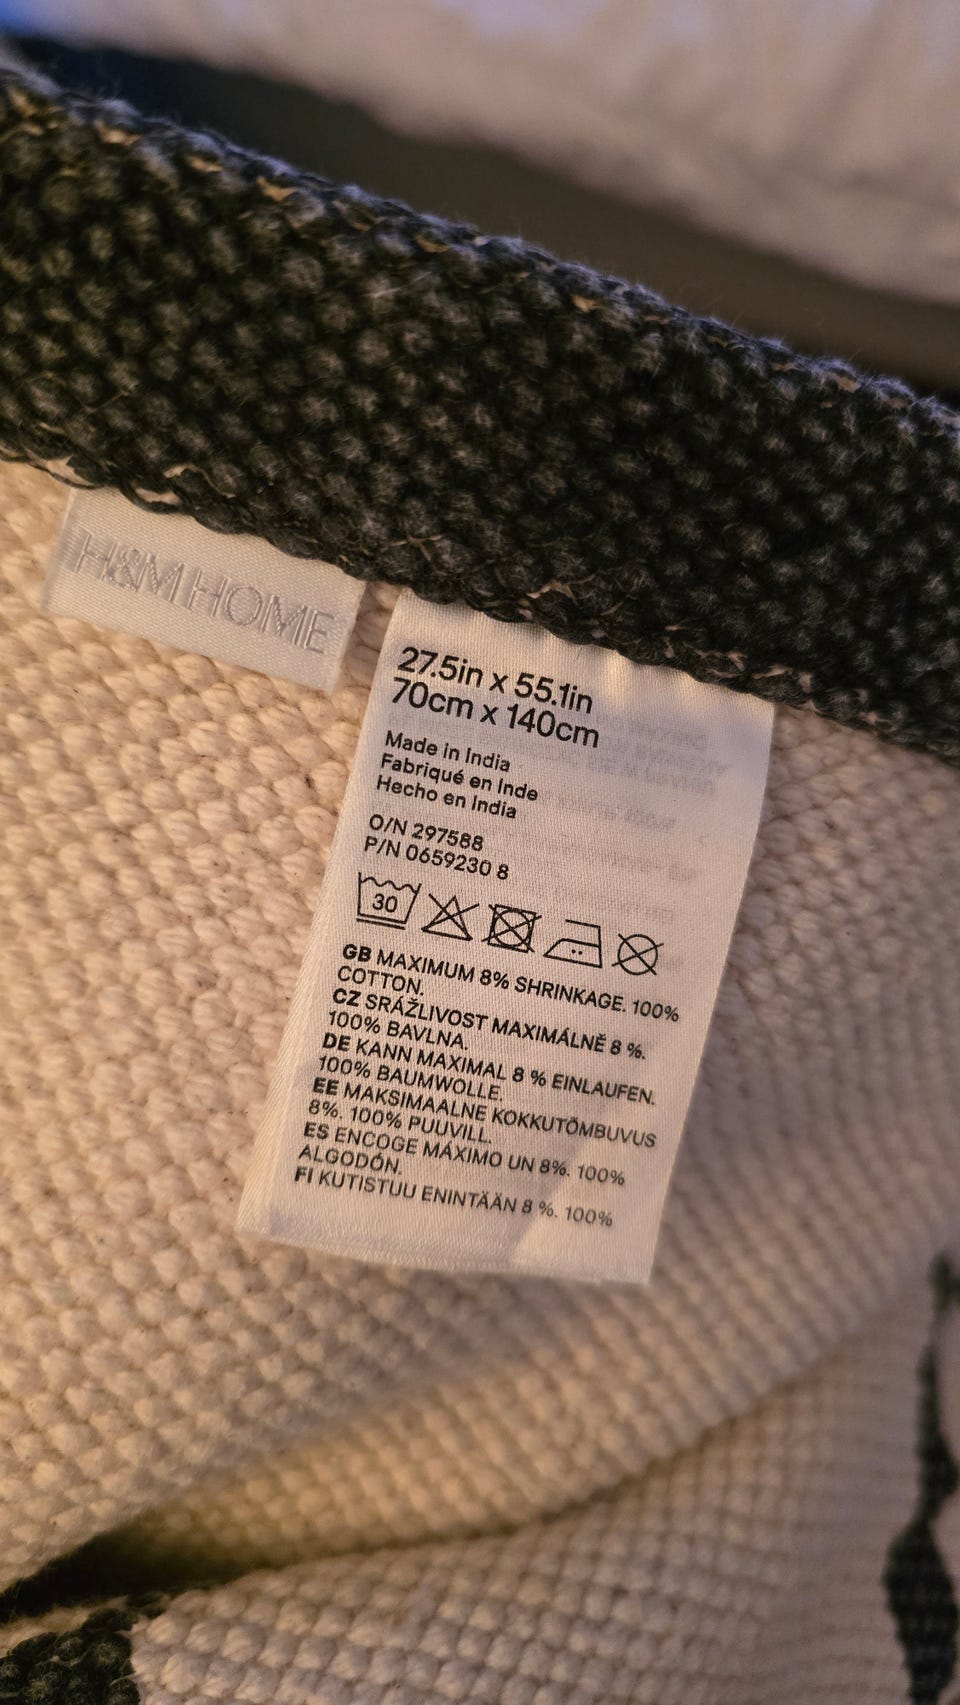 H&M HOME
27.5in x 55.1in
70cm x 140cm
Made in India
Fabriqué en Inde
Hecho en India
O/N 297588
P/N 0659230 8
30
GB MAXIMUM 8% SHRINKAGE. 100%
COTTON.
CZ SRÁŽLIVOST MAXIMÁLNĚ 8 %.
100% BAVLNA.
DE KANN MAXIMAL 8 % EINLAUFEN.
100% BAUMWOLLE.
EE MAKSIMAALNE KOKKUTÕMBUVUS
8%. 100% PUUVILL.
ES ENCOGE MÁXIMO UN 8%. 100%
ALGODÓN.
FI KUTISTUU ENINTÄÄN 8 %. 100%